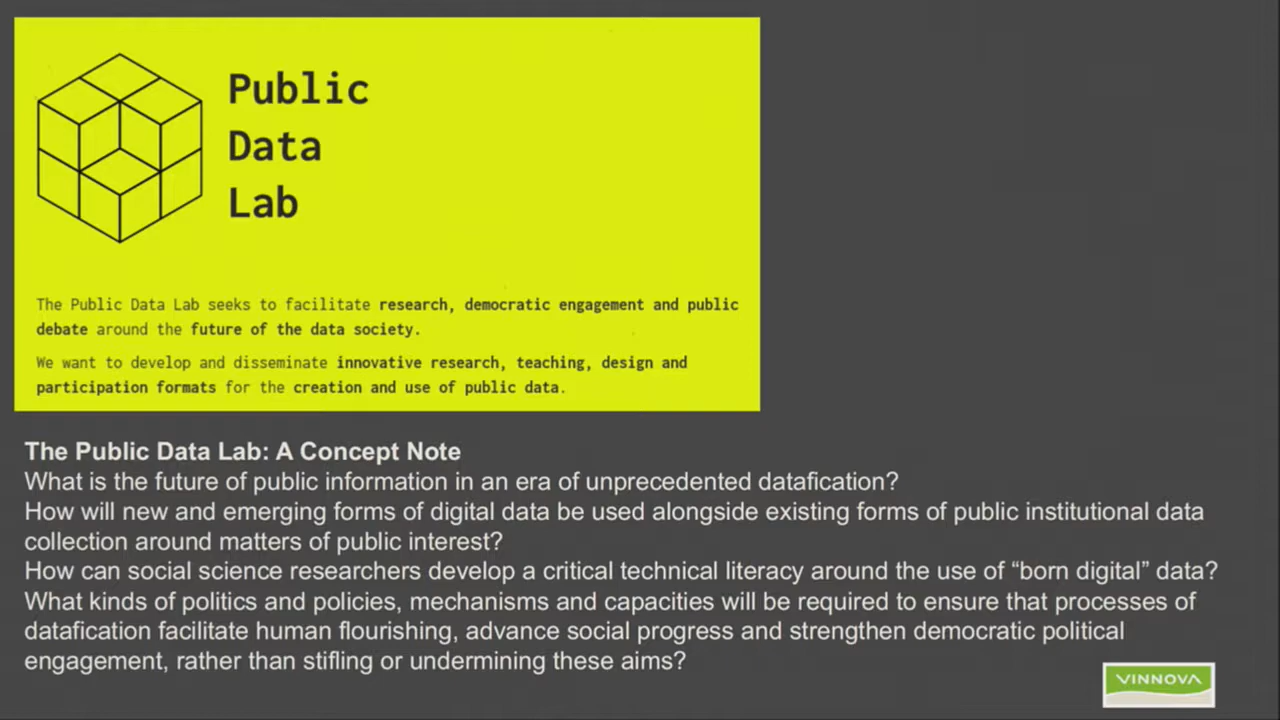 Public
Data
Lab
The Public Data Lab seeks to facilitate research, democratic engagement and public
debate around the future of the data society.
We want to develop and disseminate innovative research, teaching, design and
participation formats for the creation and use of public data.
The Public Data Lab: A Concept Note
What is the future of public information in an era of unprecedented datafication?
How will new and emerging forms of digital data be used alongside existing forms of public institutional data
collection around matters of public interest?
How can social science researchers develop a critical technical literacy around the use of “born digital” data?
What kinds of politics and policies, mechanisms and capacities will be required to ensure that processes of
datafication facilitate human flourishing, advance social progress and strengthen democratic political
engagement, rather than stifling or undermining these aims?
VINNOVA